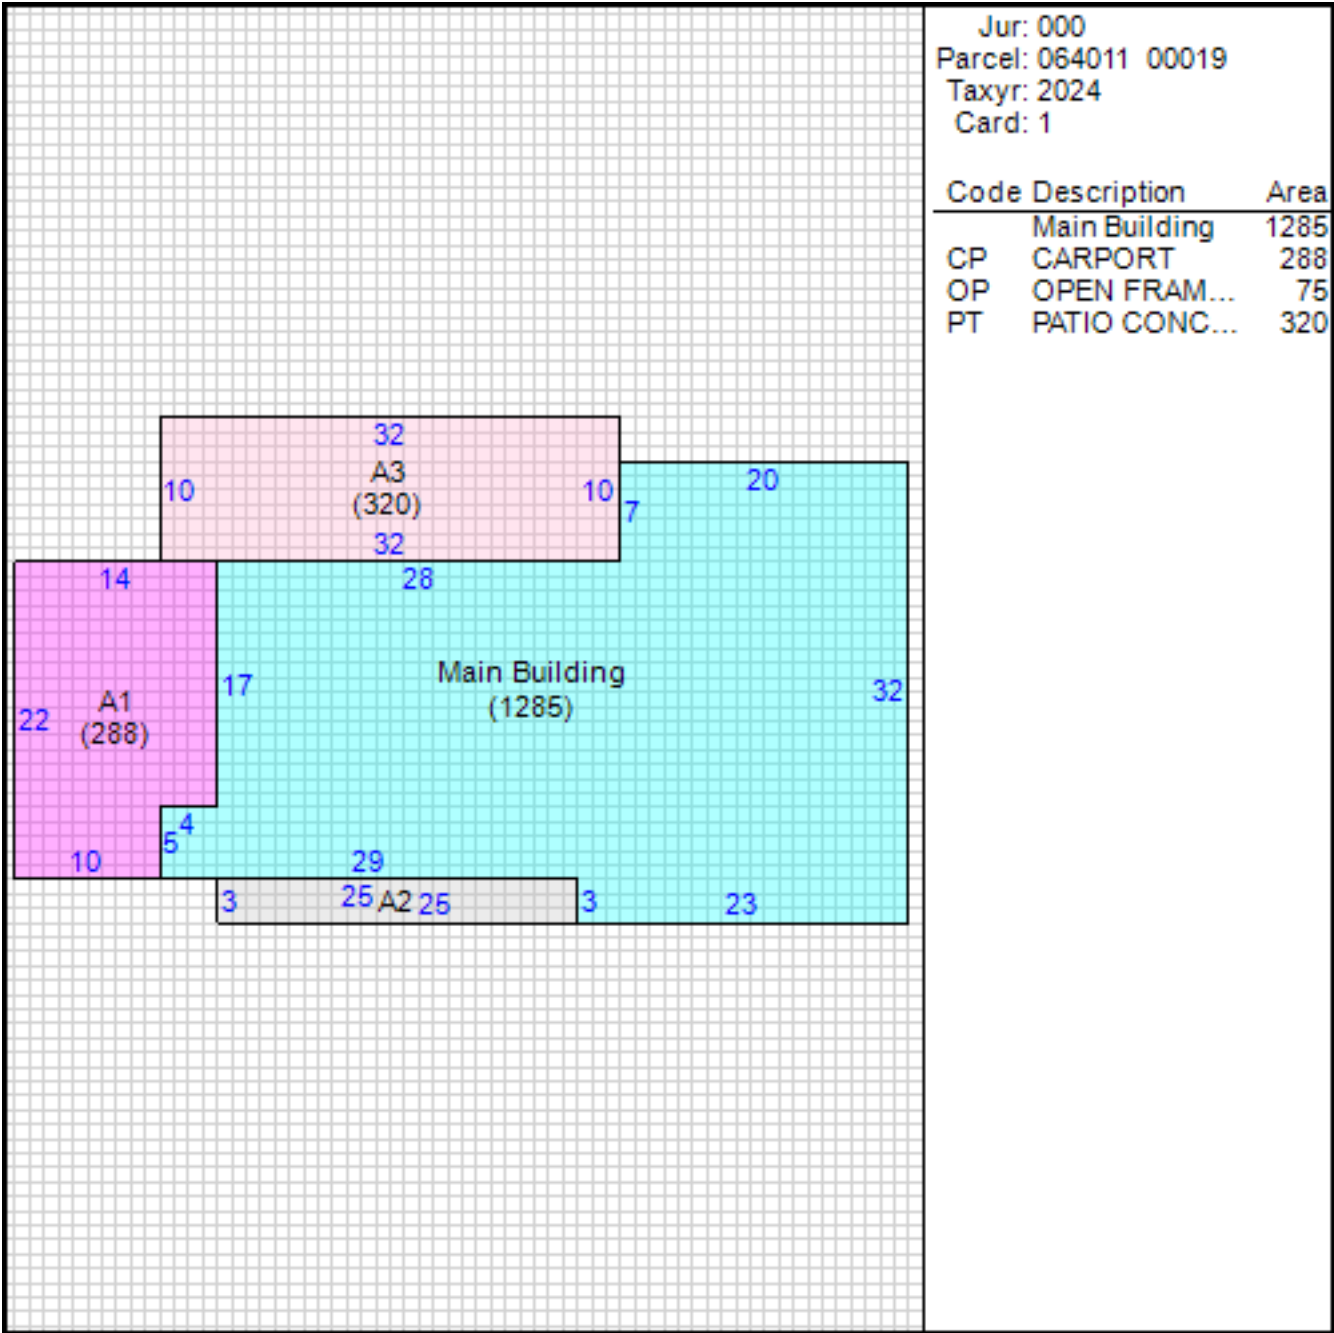 Jur: 000
Parcel: 064011 00019
Taxyr: 2024
Card: 1
Code Description Area
Main Building 1285
CP CARPORT 288
OP OPEN FRAM... 75
PT PATIO CONC... 320
32
A3
(320)
10
10
32
20
7
14
28
17
Main Building
(1285)
32
A1
(288)
22
4
5
10
29
3
25
A2
25
3
23